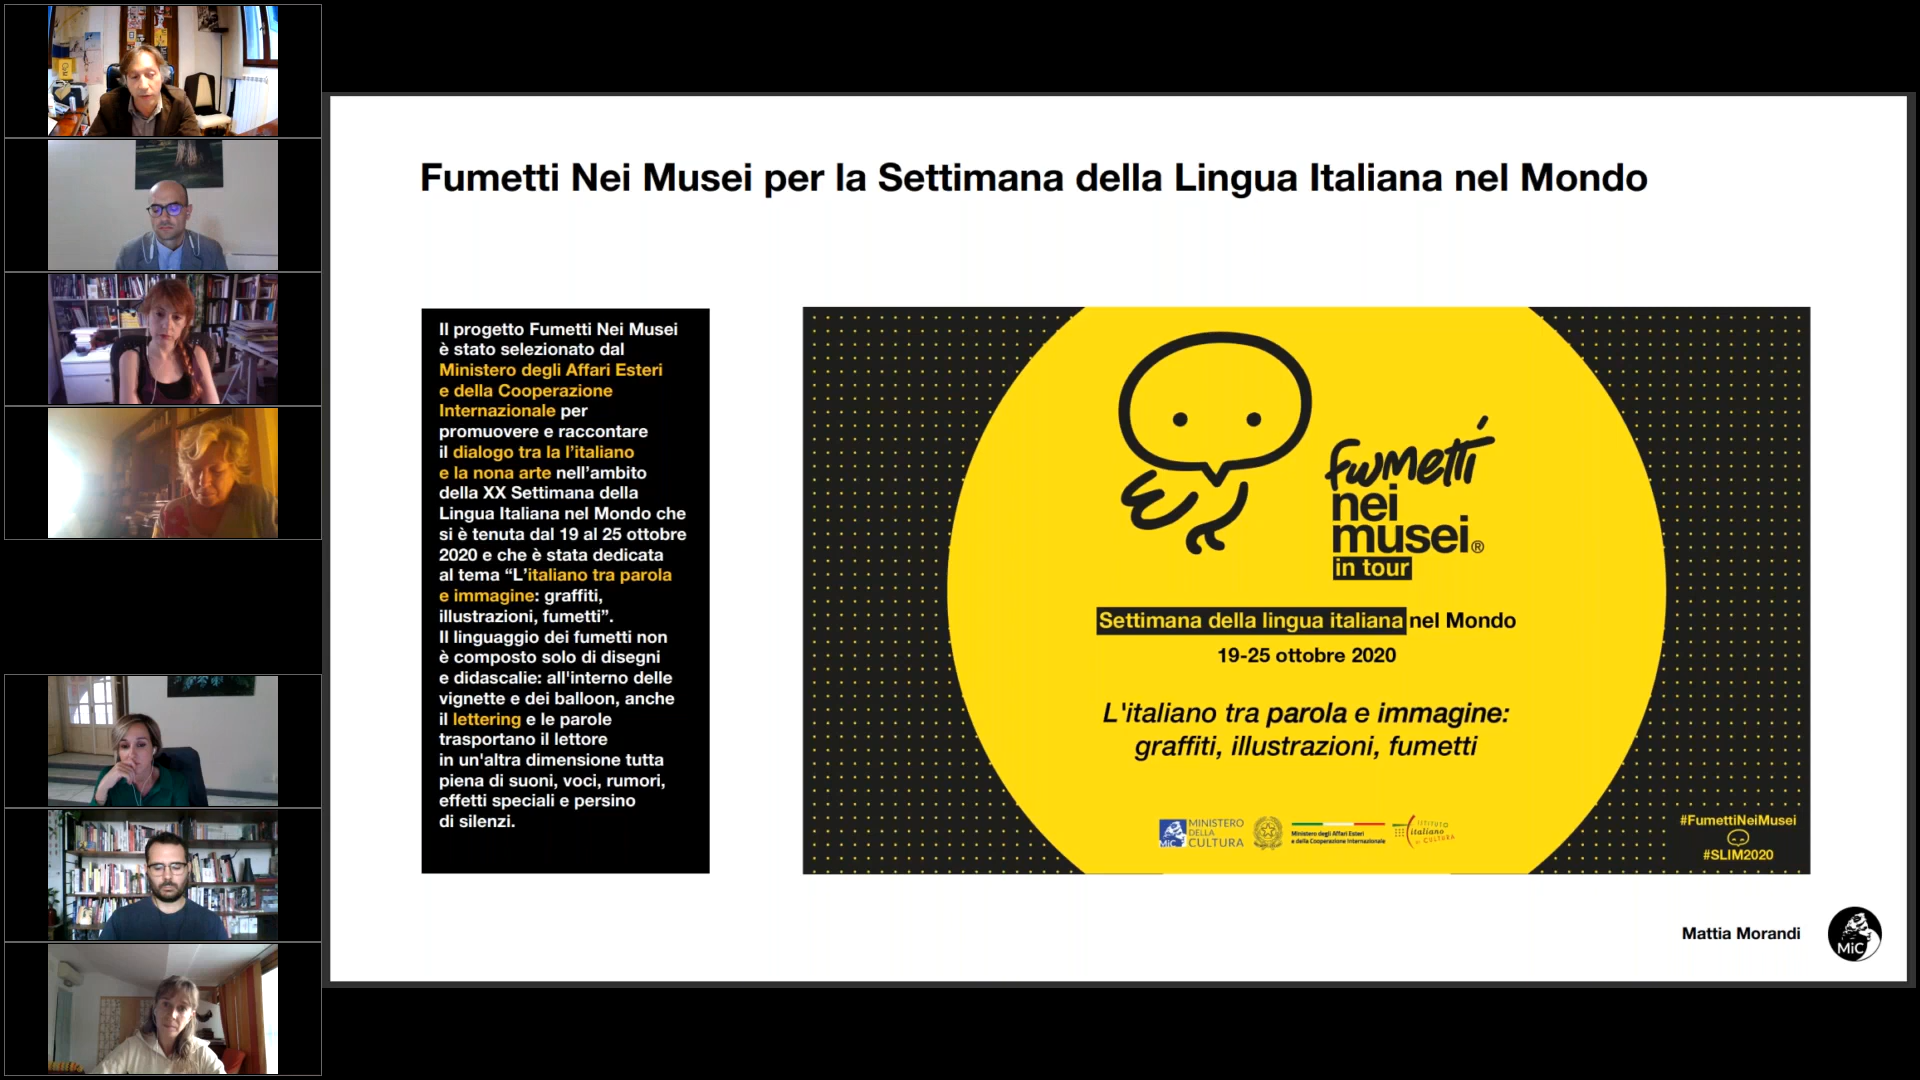 Fumetti Nei Musei per la Settimana della Lingua Italiana nel Mondo
Il progetto Fumetti Nei Musei
è stato selezionato dal
Ministero degli Affari Esteri
e della Cooperazione
Internazionale per
promuovere e raccontare
il dialogo tra la l'italiano
e la nona arte nell'ambito
della XX Settimana della
Lingua Italiana nel Mondo che
si è tenuta dal 19 al 25 ottobre
2020 e che è stata dedicata
al tema “L'italiano tra parola
e immagine: graffiti,
illustrazioni, fumetti”.
Il linguaggio dei fumetti non
è composto solo di disegni
e didascalie: all'interno delle
vignette e dei balloon, anche
il lettering e le parole
trasportano il lettore
in un'altra dimensione tutta
piena di suoni, voci, rumori,
effetti speciali e persino
di silenzi.
fumetti
nei
musei®
in tour
Settimana della lingua italiana nel Mondo
19-25 ottobre 2020
L'italiano tra parola e immagine:
graffiti, illustrazioni, fumetti
MiC
MINISTERO
DELLA
CULTURA
Ministero degli Affari Esteri
e della Cooperazione Internazionale
ISTITUTO
italiano
di CULTURA
#FumettiNeiMusei
#SLIM2020
Mattia Morandi
MiC